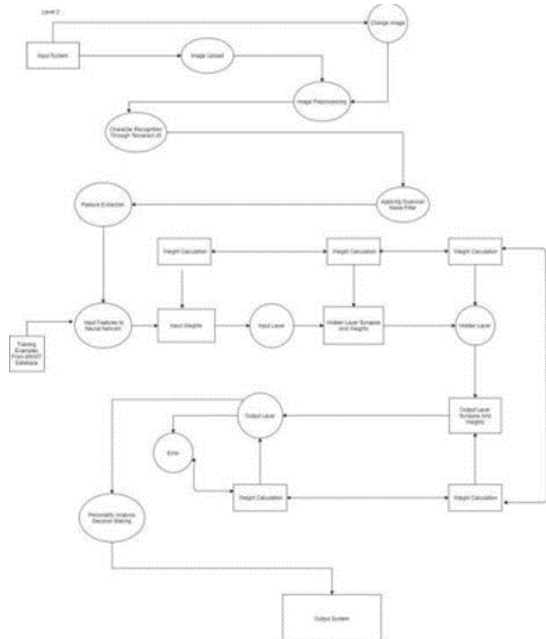 Level 2 ...
Change Image
Input System
Image Upload
Image Preprocessing
Character Recognition
Through Tesseract
Applying Gaussian
Noise Filter
Feature Extraction
Weight Calculation
Weight Calculation
Weight Calculation
Input Features to
Neural Network
Input Weights
Input Layer
Hidden Layer Synapse
And Weights
Hidden Layer
Training
Examples
From
Database
Output Layer
Output Layer
Synapse And
Weights
Error
Weight Calculation
Weight Calculation
Personality Analysis
Decision Making
Output System